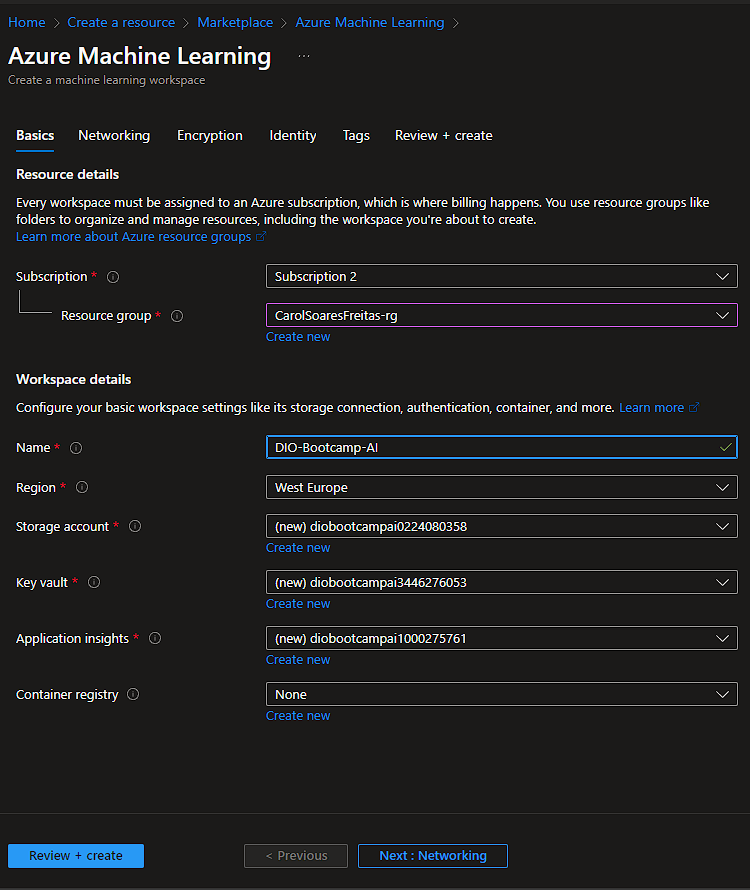 Home > Create a resource > Marketplace > Azure Machine Learning >
Azure Machine Learning ...
Create a machine learning workspace
Basics Networking Encryption Identity Tags Review + create
Resource details
Every workspace must be assigned to an Azure subscription, which is where billing happens. You use resource groups like
folders to organize and manage resources, including the workspace you're about to create.
Learn more about Azure resource groups
Subscription * Subscription 2
Resource group * CarolSoaresFreitas-rg
Create new
Workspace details
Configure your basic workspace settings like its storage connection, authentication, container, and more. Learn more
Name * DIO-Bootcamp-AI
Region * West Europe
Storage account * (new) diobootcampai0224080358
Create new
Key vault * (new) diobootcampai3446276053
Create new
Application insights * (new) diobootcampai1000275761
Create new
Container registry None
Create new
Review + create < Previous Next : Networking